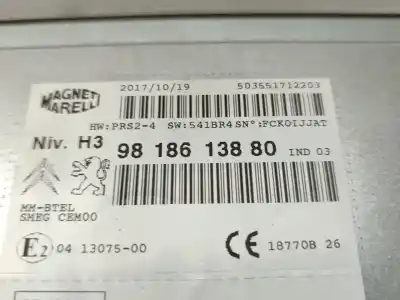 MAGNETI
MARELLI
2017/10/19 503551712203
HW:PRS2-4 SW:541BR4 SN°:FCK01JJAT
Niv. H3 98 186 138 80 IND 03
MM-BTEL
SMEG CEM00
E2 04 13075-00 CE 18770B 26